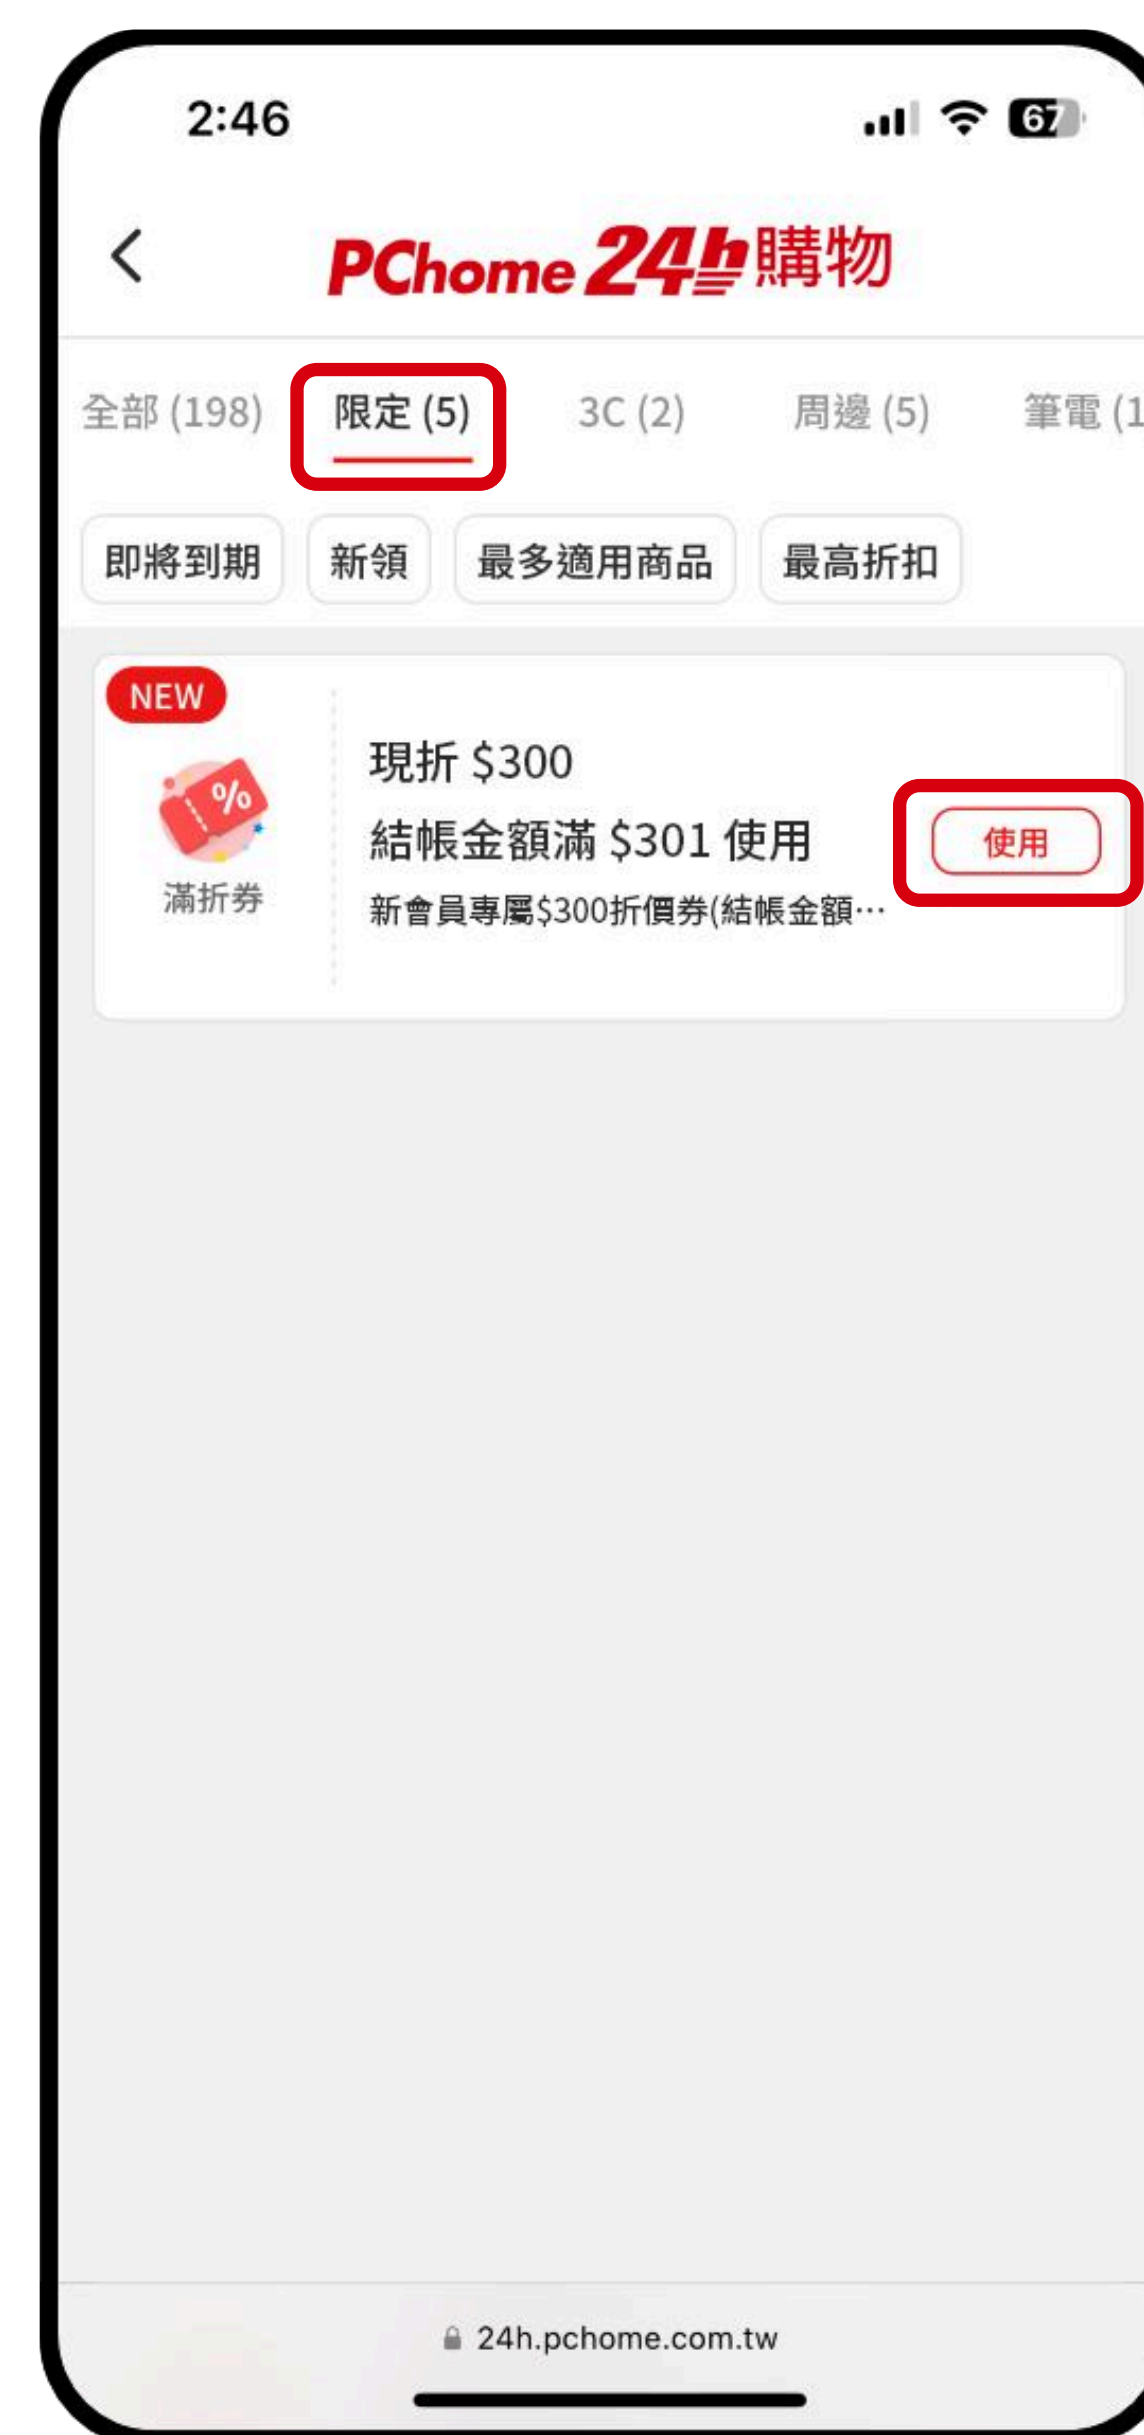 2:46 67
PChome 24h購物
全部 (198) 限定 (5) 3C (2) 周邊 (5) 筆電 (1
即將到期 新領 最多適用商品 最高折扣
NEW
%
滿折券
現折 $300
結帳金額滿 $301 使用
新會員專屬$300折價券(結帳金額…
使用
24h.pchome.com.tw